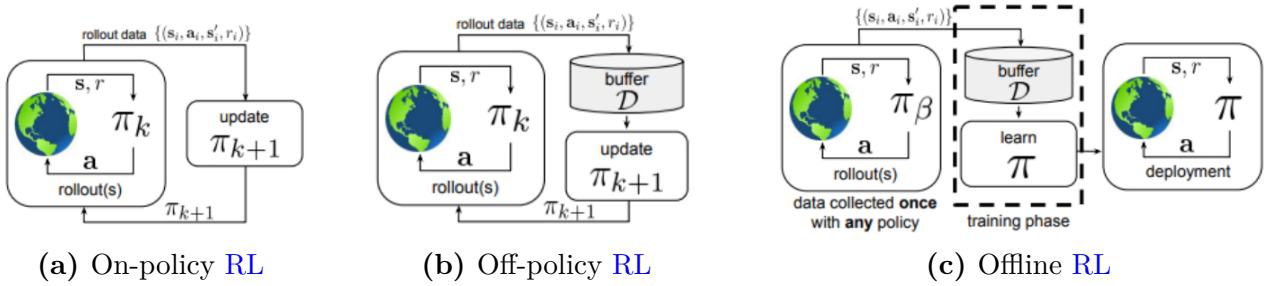 rollout data {(s_i, a_i, s'_i, r_i)}
s, r
π_k
a
rollout(s)
update
π_{k+1}
π_{k+1}
(a) On-policy RL
rollout data {(s_i, a_i, s'_i, r_i)}
s, r
π_k
a
rollout(s)
buffer
𝒟
update
π_{k+1}
π_{k+1}
(b) Off-policy RL
{(s_i, a_i, s'_i, r_i)}
s, r
π_β
a
rollout(s)
data collected once
with any policy
buffer
𝒟
learn
π
training phase
s, r
π
a
deployment
(c) Offline RL